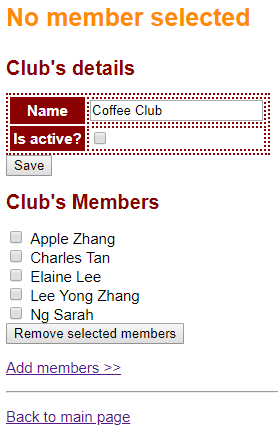 No member selected
Club's details
Name Coffee Club
Is active?
Save
Club's Members
Apple Zhang
Charles Tan
Elaine Lee
Lee Yong Zhang
Ng Sarah
Remove selected members
Add members >>
Back to main page